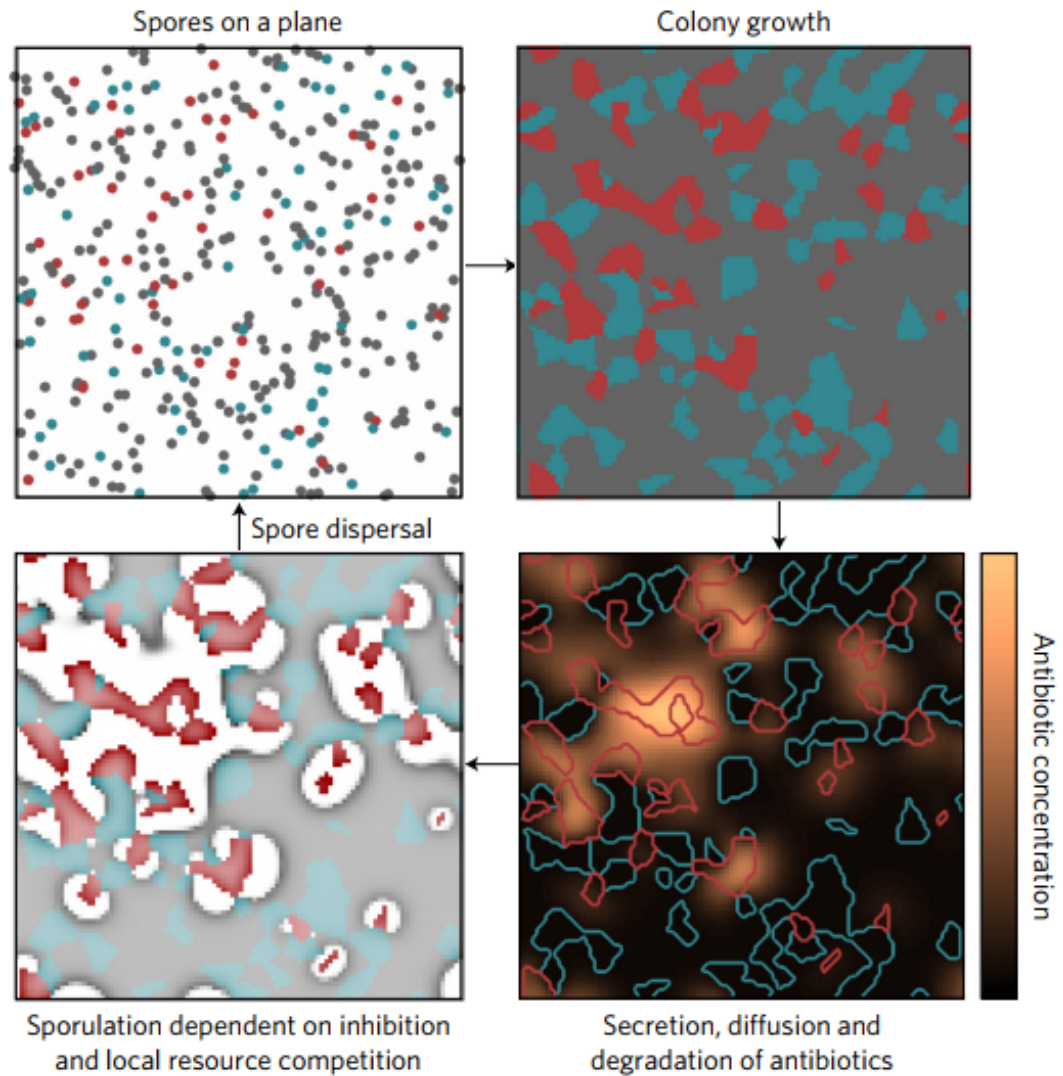 Spores on a plane
Colony growth
Spore dispersal
Antibiotic concentration
Sporulation dependent on inhibition
and local resource competition
Secretion, diffusion and
degradation of antibiotics